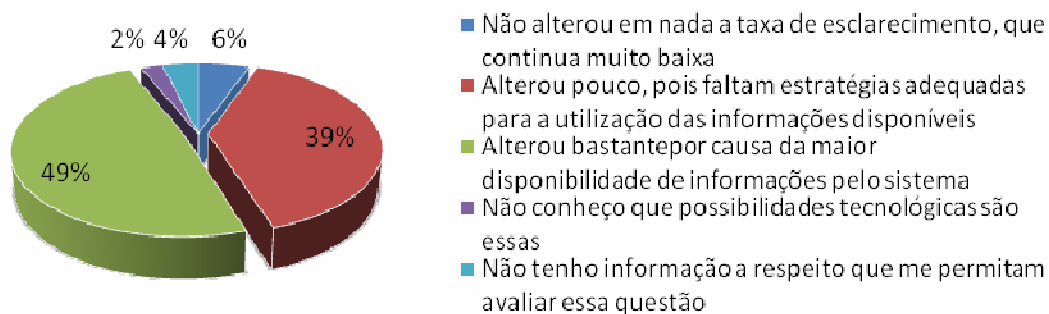 2% 4% 6%
39%
49%
Não alterou em nada a taxa de esclarecimento, que
continua muito baixa
Alterou pouco, pois faltam estratégias adequadas
para a utilização das informações disponíveis
Alterou bastantepor causa da maior
disponibilidade de informações pelo sistema
Não conheço que possibilidades tecnológicas são
essas
Não tenho informação a respeito que me permitam
avaliar essa questão